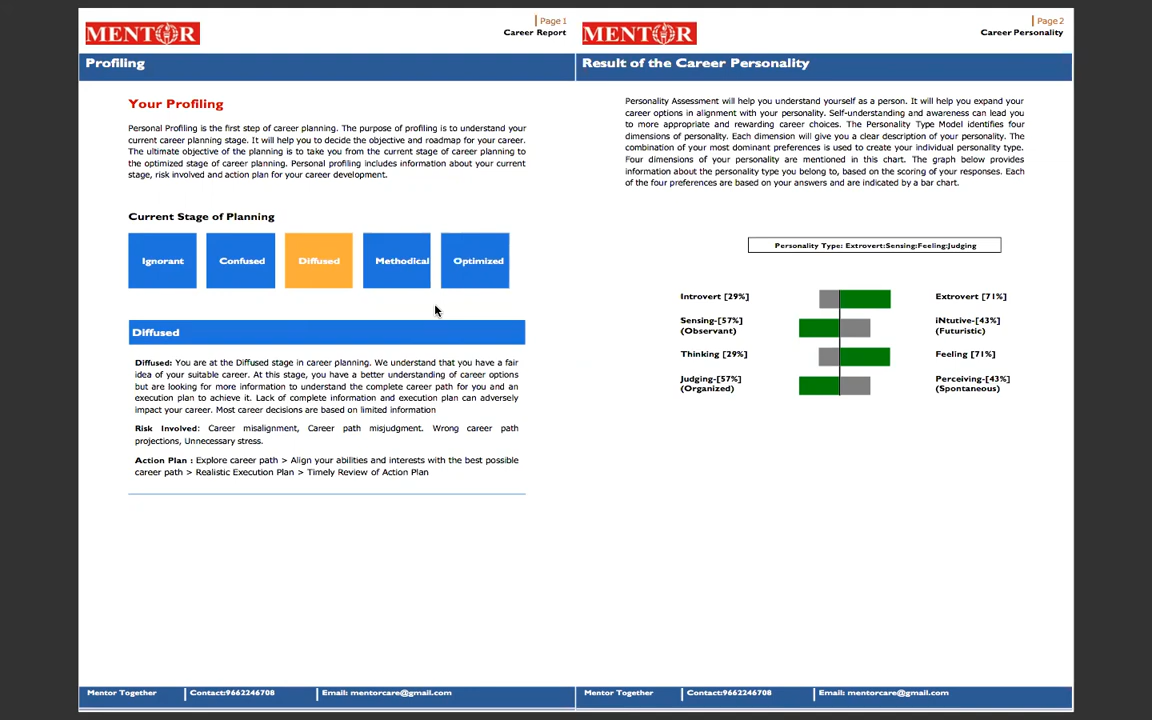 MENTOR
Page 1
Career Report
Profiling
Your Profiling
Personal Profiling is the first step of career planning. The purpose of profiling is to understand your
current career planning stage. It will help you to decide the objective and roadmap for your career.
The ultimate objective of the planning is to take you from the current stage of career planning to
the optimized stage of career planning. Personal profiling includes information about your current
stage, risk involved and action plan for your career development.
Current Stage of Planning
Ignorant
Confused
Diffused
Methodical
Optimized
Diffused
Diffused: You are at the Diffused stage in career planning. We understand that you have a fair
idea of your suitable career. At this stage, you have a better understanding of career options
but are looking for more information to understand the complete career path for you and an
execution plan to achieve it. Lack of complete information and execution plan can adversely
impact your career. Most career decisions are based on limited information
Risk Involved: Career misalignment, Career path misjudgment. Wrong career path
projections, Unnecessary stress.
Action Plan : Explore career path > Align your abilities and interests with the best possible
career path > Realistic Execution Plan > Timely Review of Action Plan
Mentor Together
Contact:9662246708
Email: mentorcare@gmail.com
MENTOR
Page 2
Career Personality
Result of the Career Personality
Personality Assessment will help you understand yourself as a person. It will help you expand your
career options in alignment with your personality. Self-understanding and awareness can lead you
to more appropriate and rewarding career choices. The Personality Type Model identifies four
dimensions of personality. Each dimension will give you a clear description of your personality. The
combination of your most dominant preferences is used to create your individual personality type.
Four dimensions of your personality are mentioned in this chart. The graph below provides
information about the personality type you belong to, based on the scoring of your responses. Each
of the four preferences are based on your answers and are indicated by a bar chart.
Personality Type: Extrovert:Sensing:Feeling:Judging
Introvert [29%]
Extrovert [71%]
Sensing-[57%]
(Observant)
iNtutive-[43%]
(Futuristic)
Thinking [29%]
Feeling [71%]
Judging-[57%]
(Organized)
Perceiving-[43%]
(Spontaneous)
Mentor Together
Contact:9662246708
Email: mentorcare@gmail.com